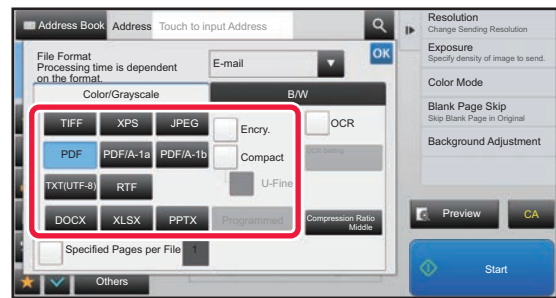 Address Book
Address
Touch to input Address
File Format
Processing time is dependent
on the format.
E-mail
OK
Color/Grayscale
B/W
TIFF
XPS
JPEG
Encry.
OCR
PDF
PDF/A-1a
PDF/A-1b
Compact
OCR Setting
TXT(UTF-8)
RTF
U-Fine
DOCX
XLSX
PPTX
Programmed
Compression Ratio
Middle
Specified Pages per File
1
Others
Resolution
Change Sending Resolution
Exposure
Specify density of image to send.
Color Mode
Blank Page Skip
Skip Blank Page in Original
Background Adjustment
Preview
CA
Start